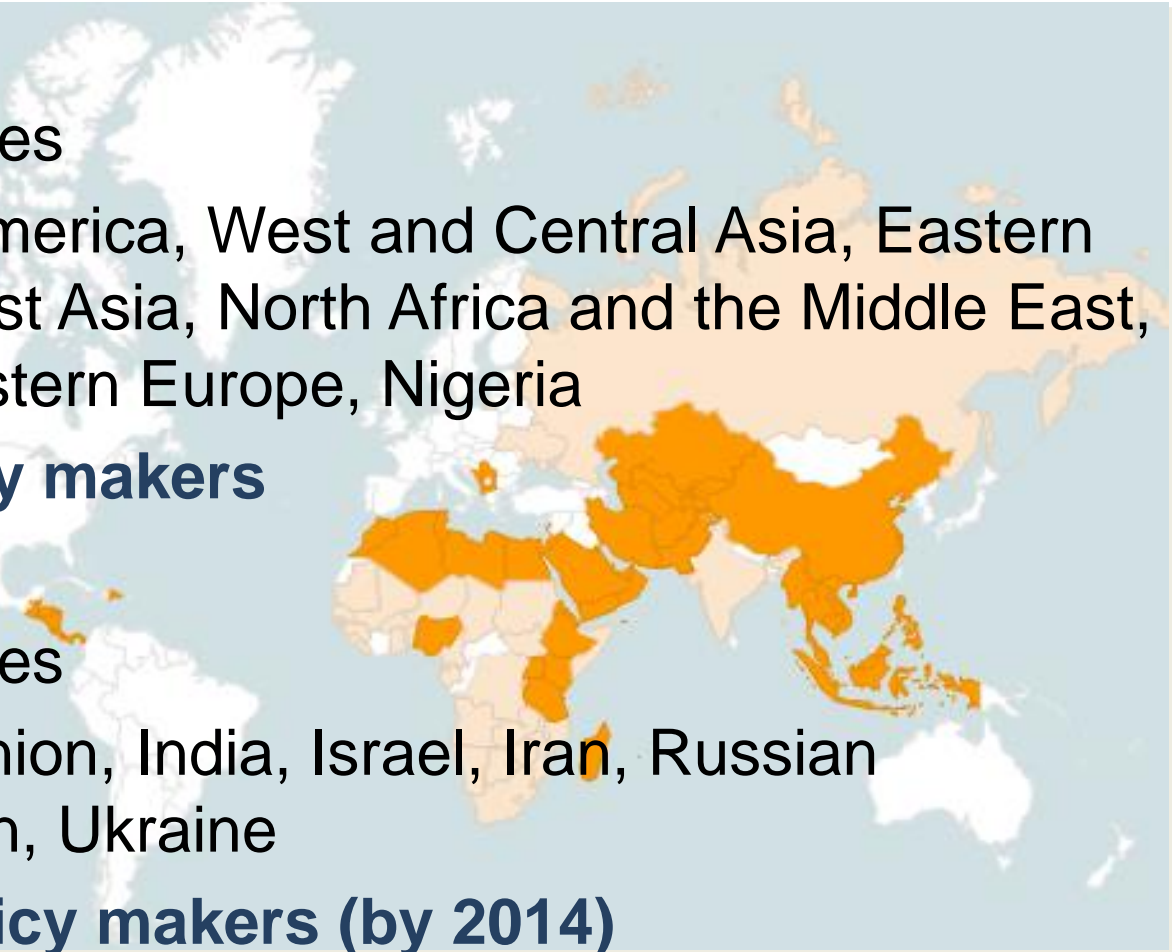 es
merica, West and Central Asia, Eastern
st Asia, North Africa and the Middle East,
stern Europe, Nigeria
y makers
es
nion, India, Israel, Iran, Russian
n, Ukraine
icy makers (by 2014)